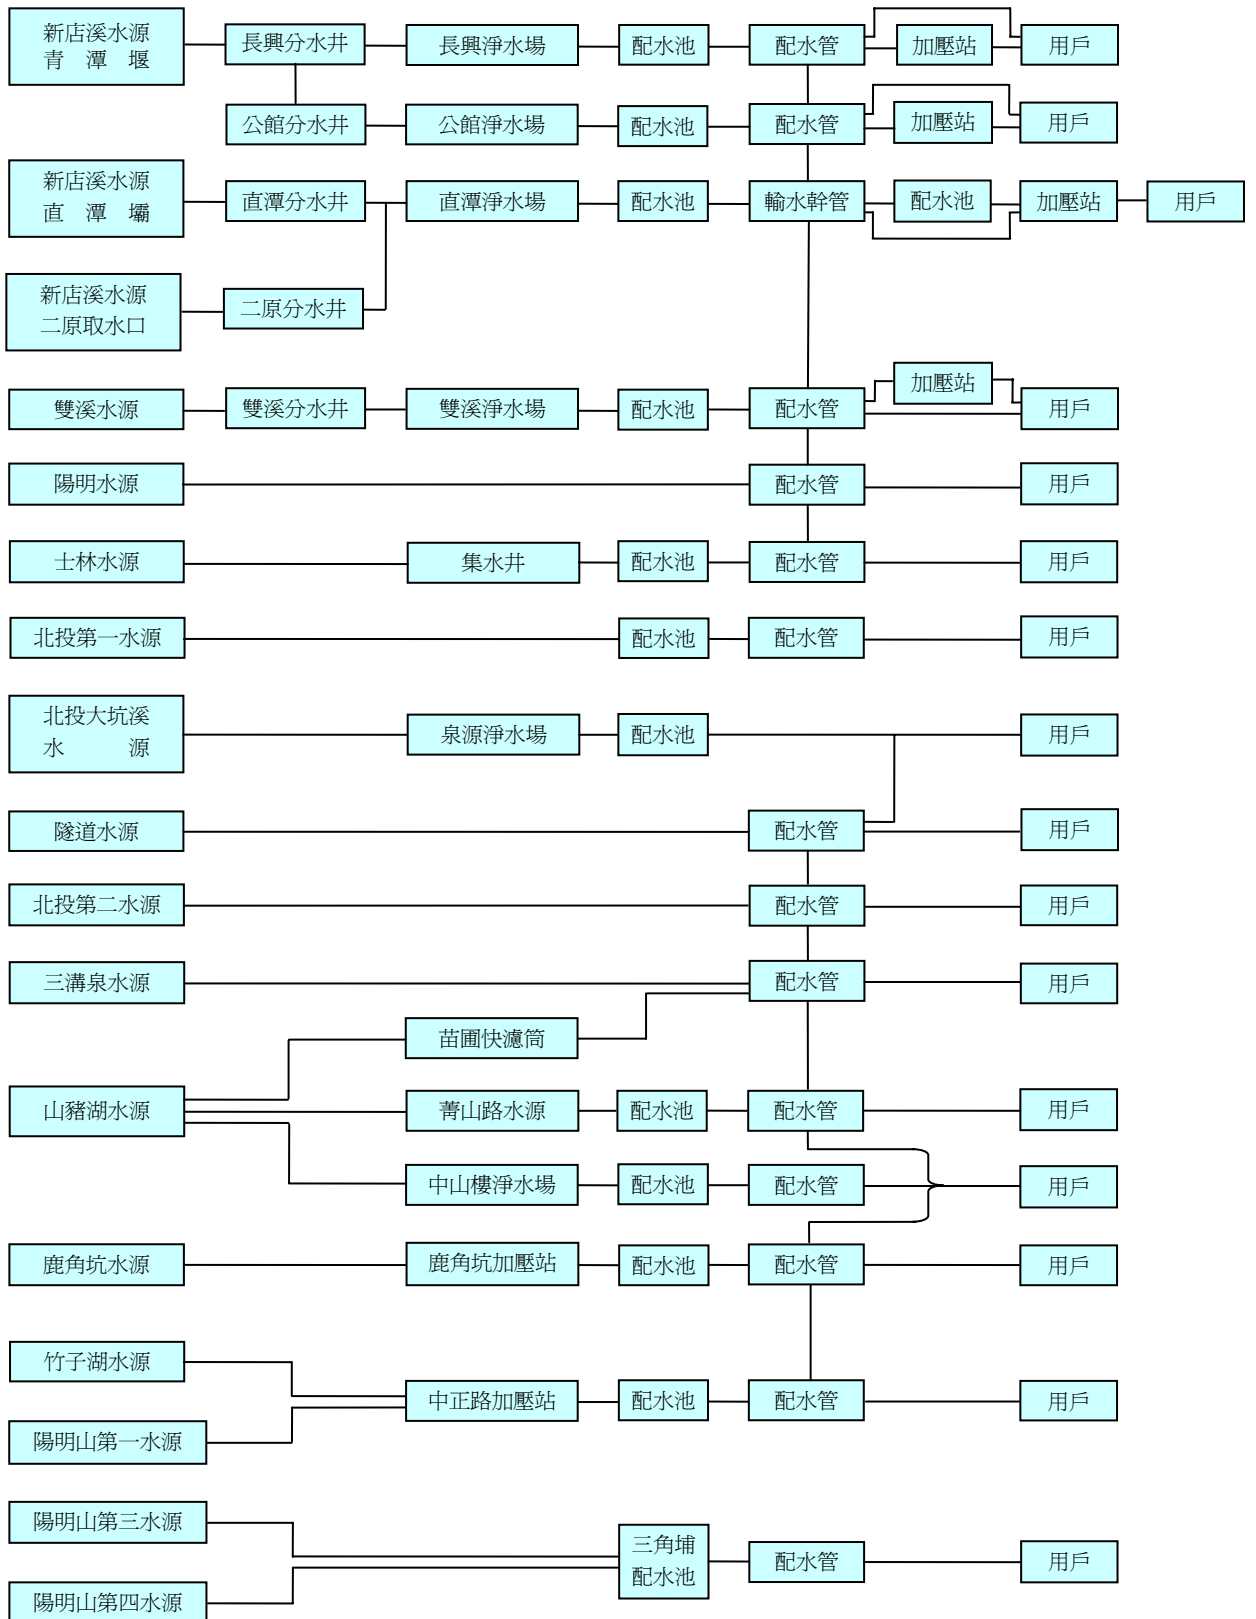 新店溪水源
青 潭 堰
長興分水井
長興淨水場
配水池
配水管
加壓站
用戶
公館分水井
公館淨水場
配水池
配水管
加壓站
用戶
新店溪水源
直 潭 壩
直潭分水井
直潭淨水場
配水池
輸水幹管
配水池
加壓站
用戶
新店溪水源
二原取水口
二原分水井
雙溪水源
雙溪分水井
雙溪淨水場
配水池
配水管
加壓站
用戶
陽明水源
配水管
用戶
士林水源
集水井
配水池
配水管
用戶
北投第一水源
配水池
配水管
用戶
北投大坑溪
水 源
泉源淨水場
配水池
用戶
隧道水源
配水管
用戶
北投第二水源
配水管
用戶
三溝泉水源
配水管
用戶
苗圃快濾筒
山豬湖水源
菁山路水源
配水池
配水管
用戶
中山樓淨水場
配水池
配水管
用戶
鹿角坑水源
鹿角坑加壓站
配水池
配水管
用戶
竹子湖水源
中正路加壓站
配水池
配水管
用戶
陽明山第一水源
陽明山第三水源
三角埔
配水池
配水管
用戶
陽明山第四水源